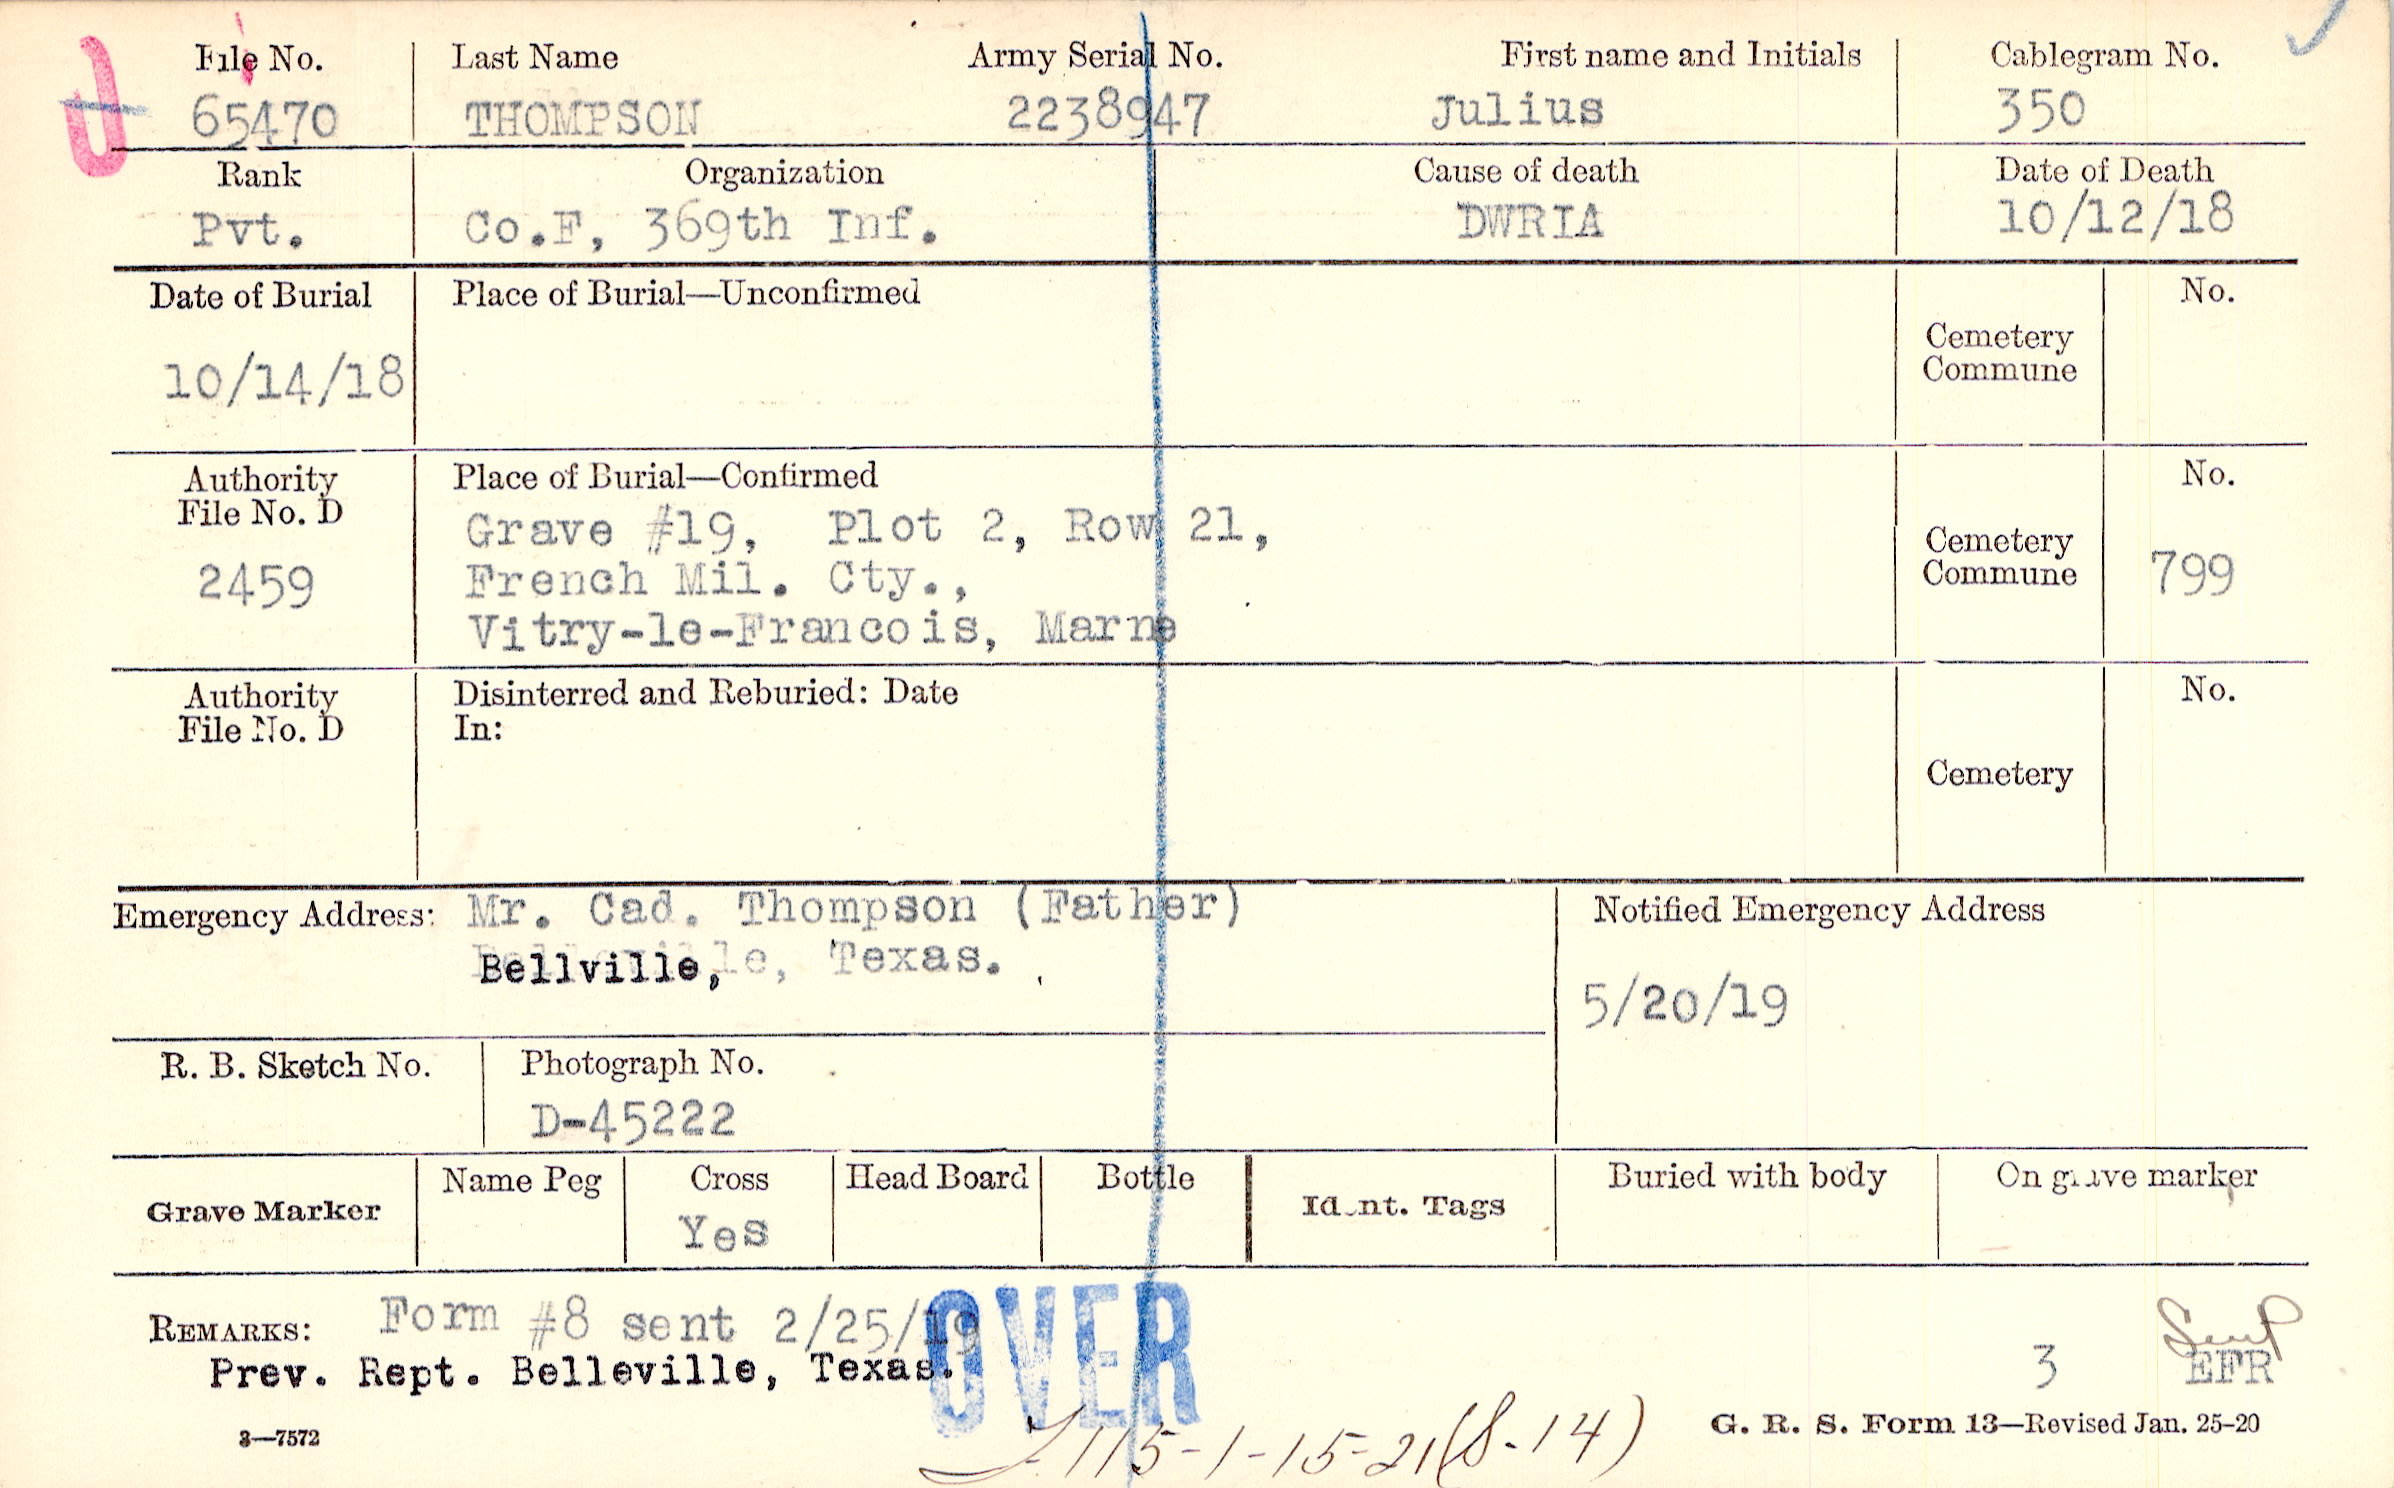 File No. Last Name Army Serial No. First name and Initials Cablegram No.
65470 THOMPSON 2238947 Julius 350
Rank Organization Cause of death Date of Death
Pvt. Co.F, 369th Inf. DWRIA 10/12/18
Date of Burial Place of Burial—Unconfirmed No.
Cemetery
Commune
10/14/18
Authority Place of Burial—Confirmed No.
File No. D
Grave #19, Plot 2, Row 21,
Cemetery
2459 French Mil. Cty., Commune 799
Vitry-le-Francois, Marne
Authority Disinterred and Reburied: Date No.
File No. D In:
Cemetery
Emergency Address: Mr. Cad. Thompson (Father) Notified Emergency Address
Bellville, Texas.
5/20/19
R. B. Sketch No. Photograph No.
D-45222
Grave Marker Name Peg Cross Head Board Bottle Ident. Tags Buried with body On grave marker
Yes
REMARKS: Form #8 sent 2/25/19
OVER
Prev. Rept. Belleville, Texas. 3 EFR
3—7572 115-1-15-21(8-14) G. R. S. Form 13—Revised Jan. 25-20